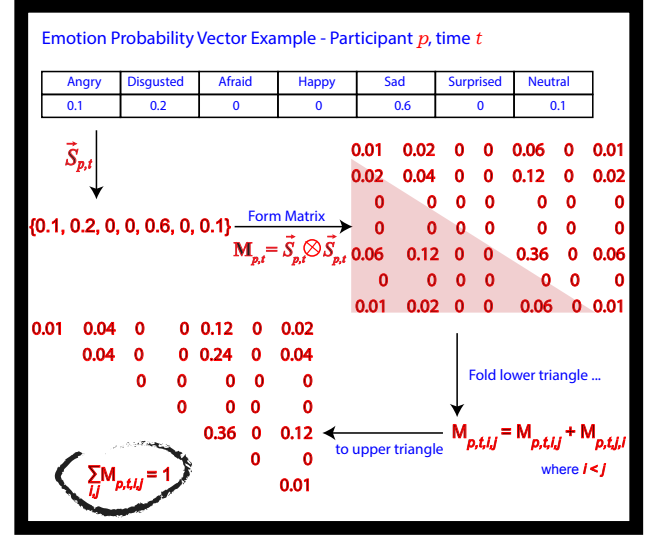 Emotion Probability Vector Example - Participant p, time t
Angry Disgusted Afraid Happy Sad Surprised Neutral
0.1 0.2 0 0 0.6 0 0.1
S⃗p,t
{0.1, 0.2, 0, 0, 0.6, 0, 0.1}
Form Matrix
Mp,t = S⃗p,t⊗S⃗p,t
0.01 0.02 0 0 0.06 0 0.01
0.02 0.04 0 0 0.12 0 0.02
0 0 0 0 0 0 0
0 0 0 0 0 0 0
0.06 0.12 0 0 0.36 0 0.06
0 0 0 0 0 0 0
0.01 0.02 0 0 0.06 0 0.01
Fold lower triangle ...
Mp,t,i,j = Mp,t,i,j + Mp,t,j,i
where i < j
to upper triangle
0.01 0.04 0 0 0.12 0 0.02
0.04 0 0 0.24 0 0.04
0 0 0 0 0
0 0 0 0
0.36 0 0.12
0 0
0.01
∑i,j Mp,t,i,j = 1